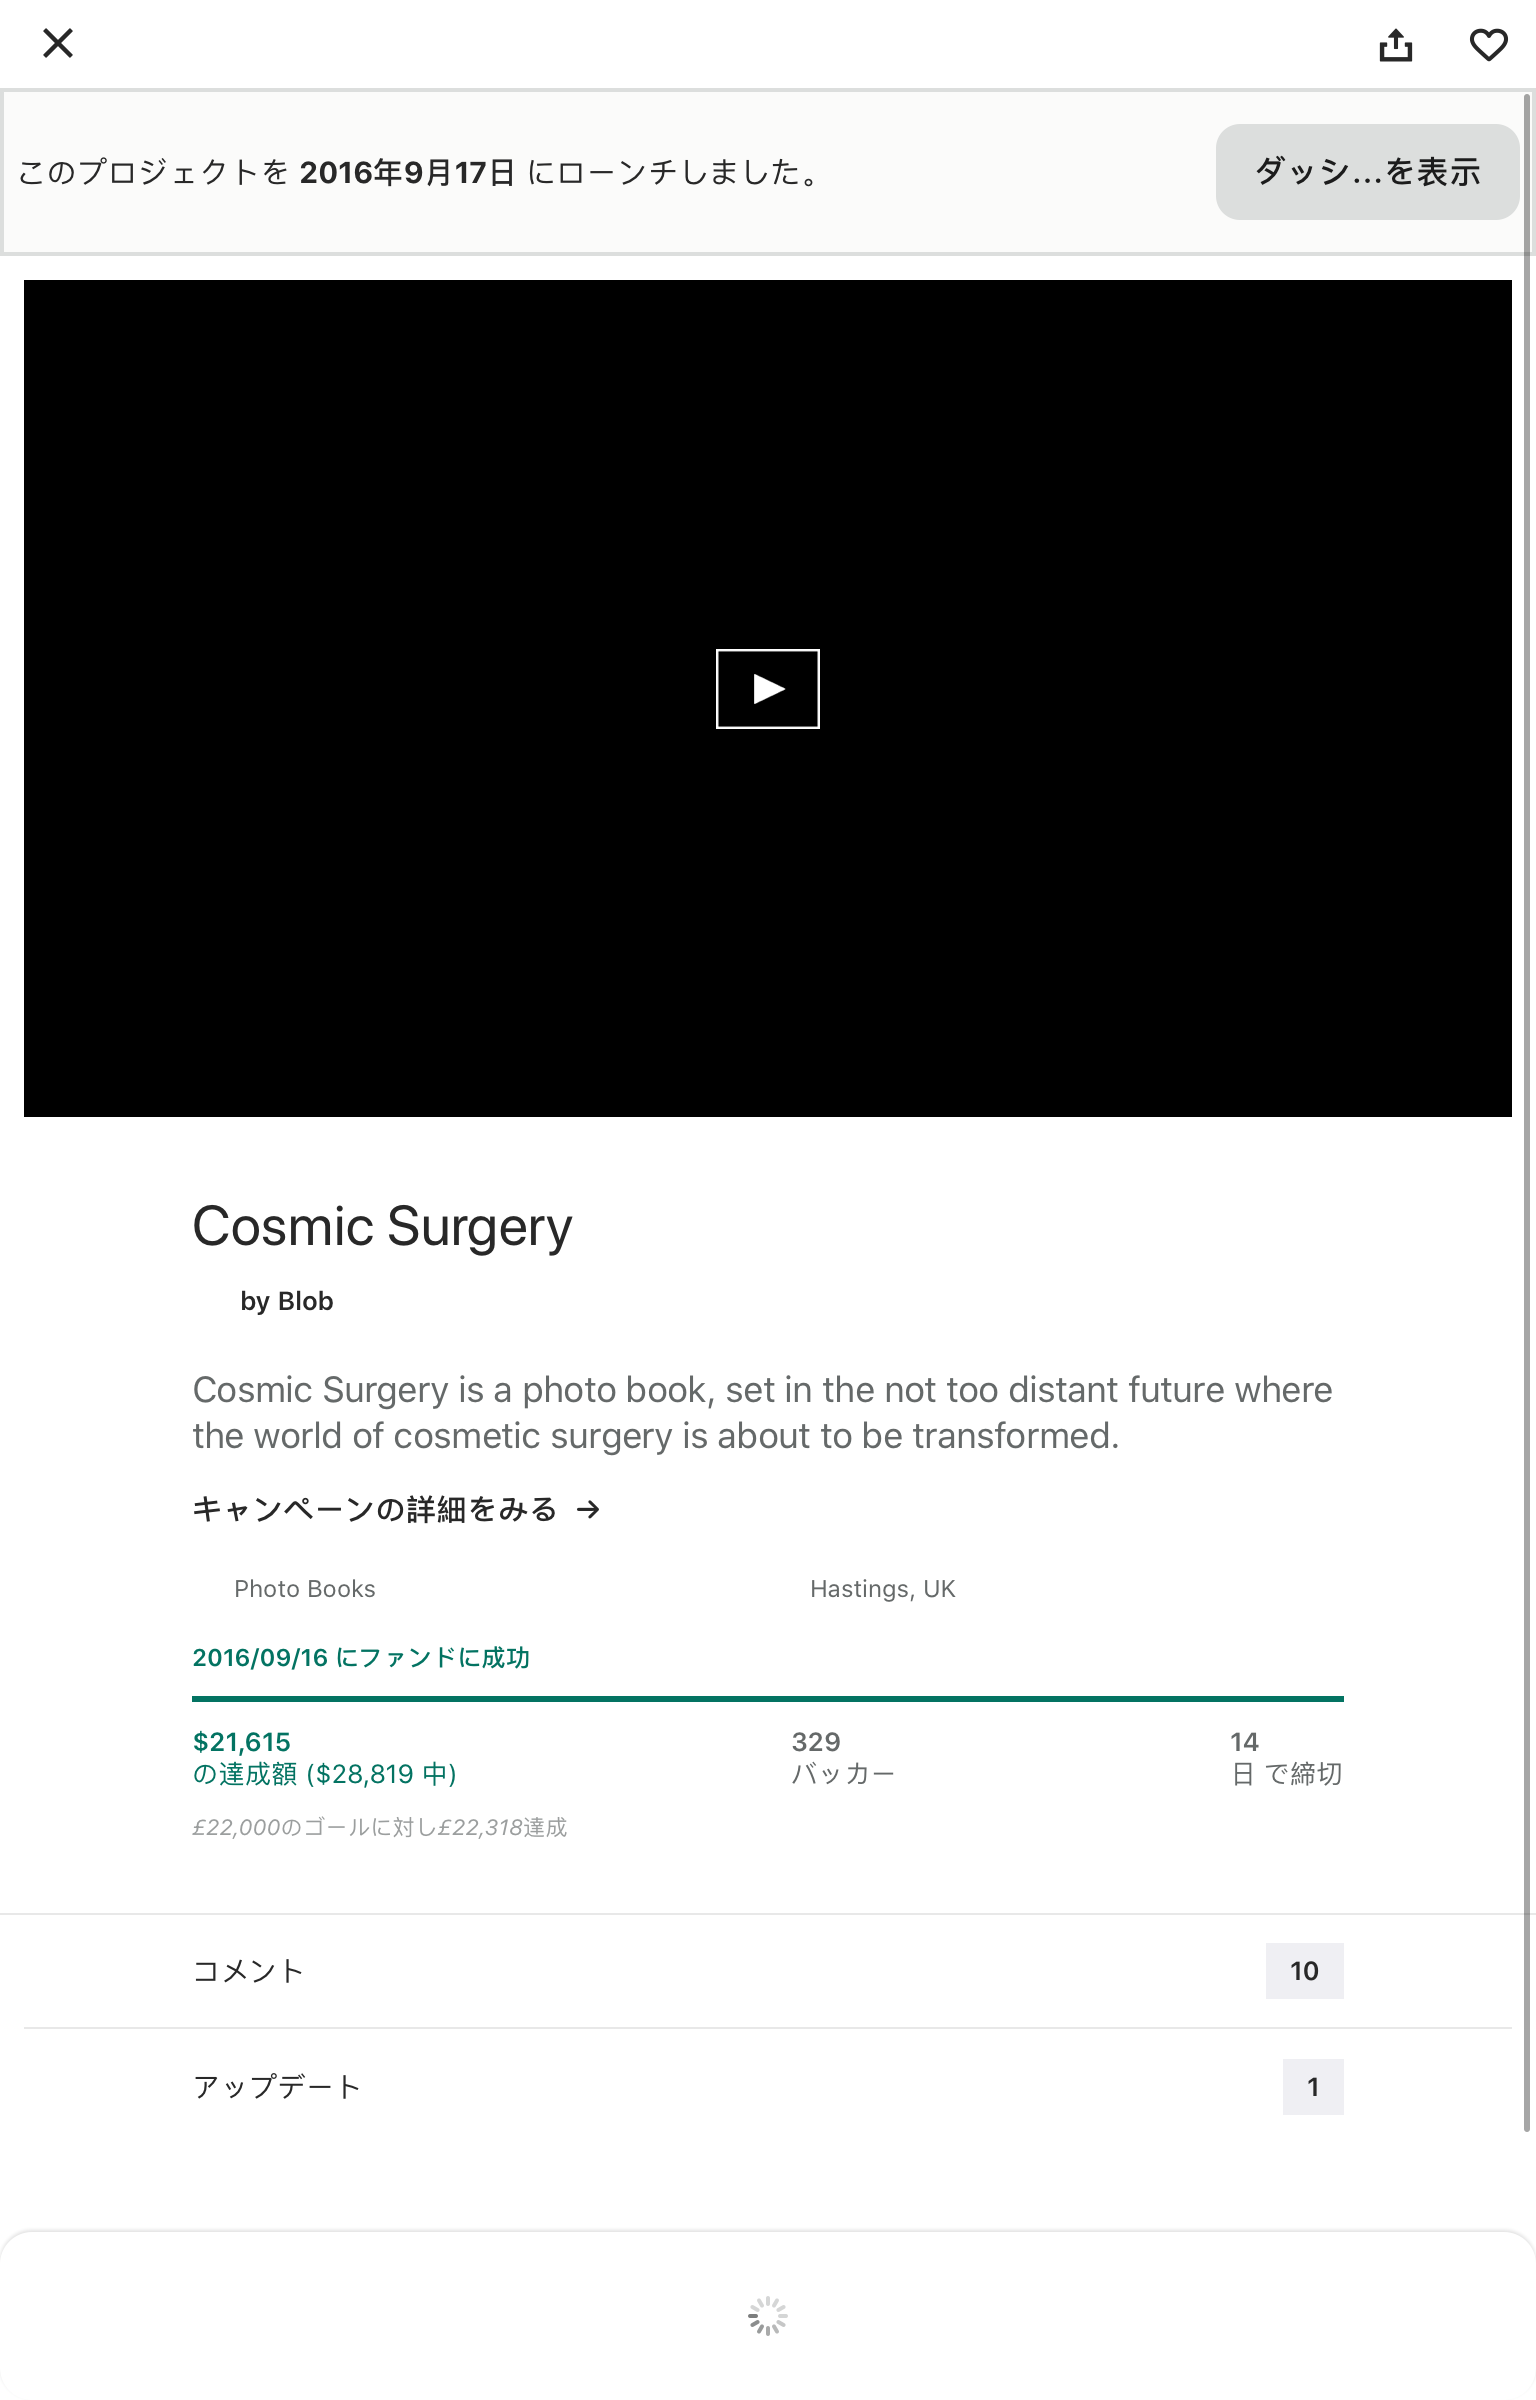 このプロジェクトを 2016年9月17日 にローンチしました。
ダッシ...を表示
Cosmic Surgery
by Blob
Cosmic Surgery is a photo book, set in the not too distant future where
the world of cosmetic surgery is about to be transformed.
キャンペーンの詳細をみる →
Photo Books
Hastings, UK
2016/09/16 にファンドに成功
$21,615
の達成額 ($28,819 中)
329
バッカー
14
日 で締切
£22,000のゴールに対し£22,318達成
コメント
10
アップデート
1